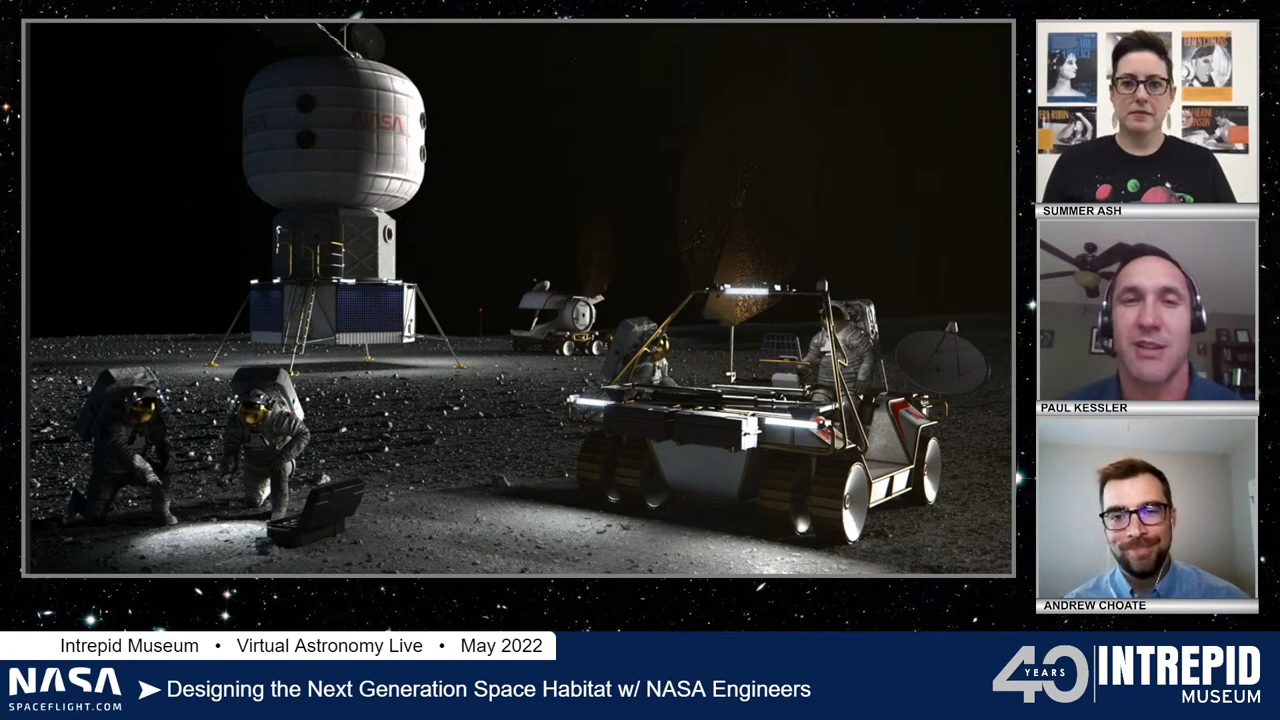 NASA
SUMMER ASH
PAUL KESSLER
ANDREW CHOATE
Intrepid Museum • Virtual Astronomy Live • May 2022
NASA
SPACEFLIGHT.COM
Designing the Next Generation Space Habitat w/ NASA Engineers
40
YEARS
INTREPID
MUSEUM